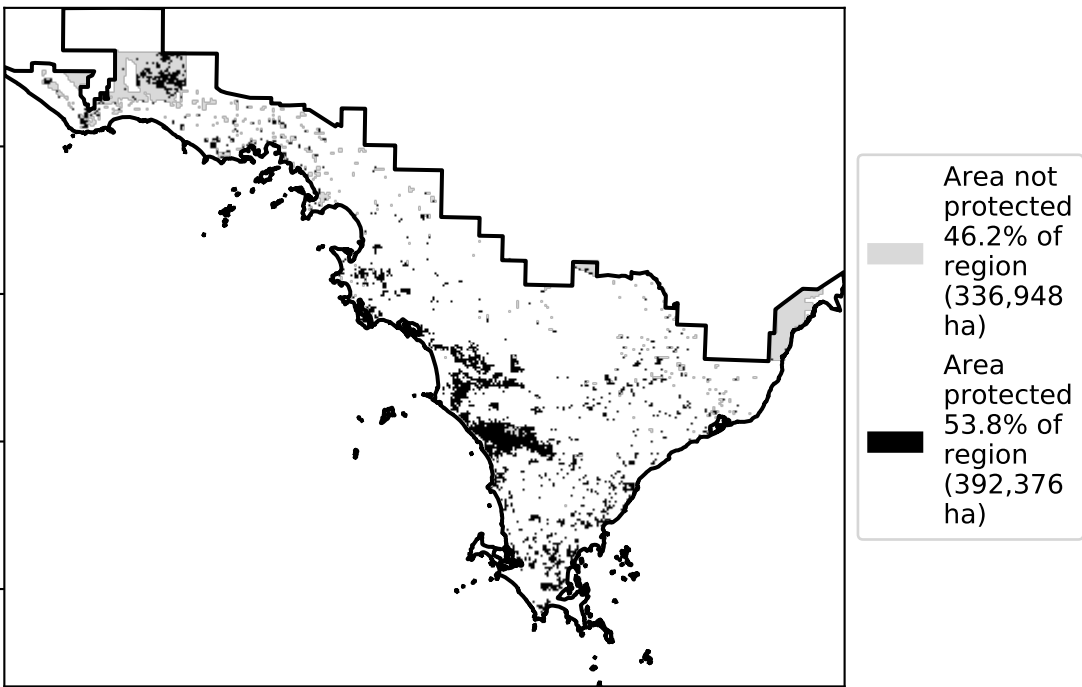 Area not
protected
46.2% of
region
(336,948
ha)
Area
protected
53.8% of
region
(392,376
ha)